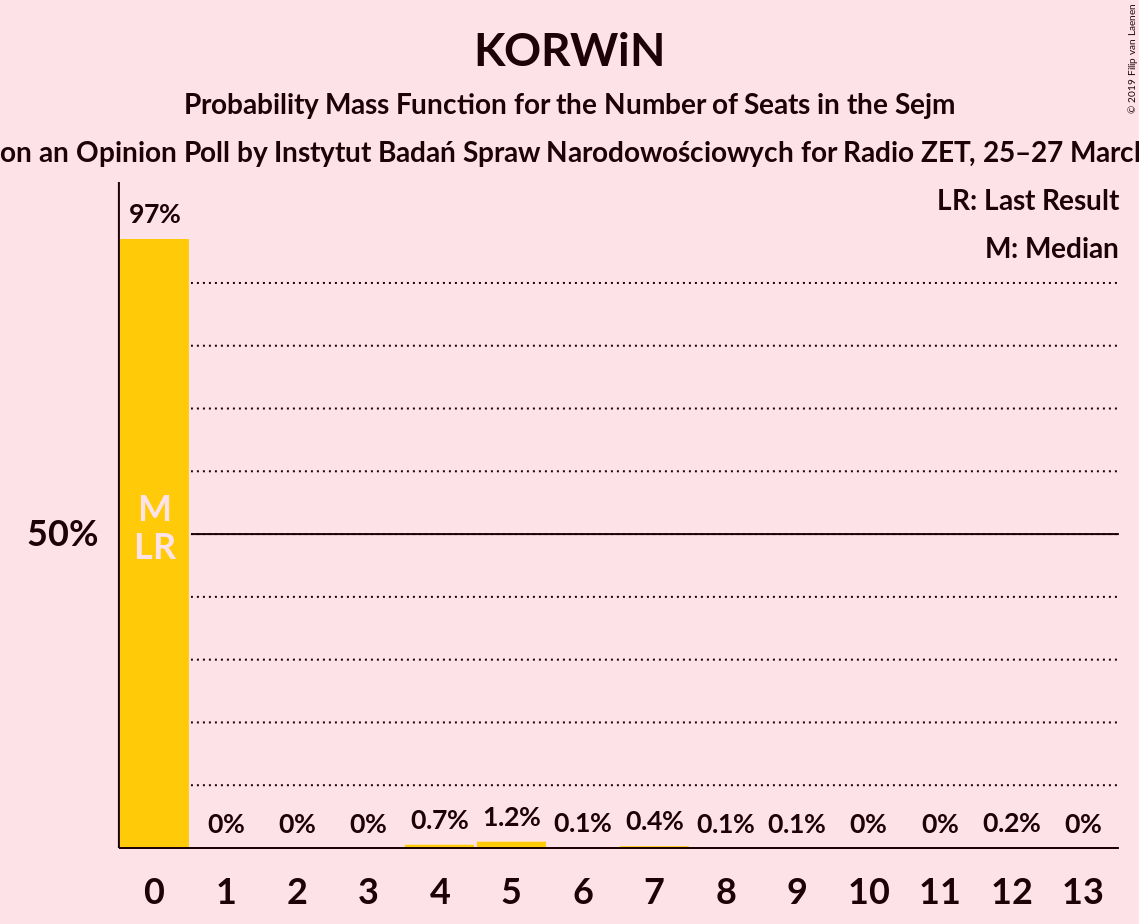 KORWiN
Probability Mass Function for the Number of Seats in the Sejm
on an Opinion Poll by Instytut Badań Spraw Narodowościowych for Radio ZET, 25–27 March
© 2019 Filip van Laenen
LR: Last Result
M: Median
97%
M
LR
50%
0% 0% 0% 0.7% 1.2% 0.1% 0.4% 0.1% 0.1% 0% 0% 0.2% 0%
0 1 2 3 4 5 6 7 8 9 10 11 12 13